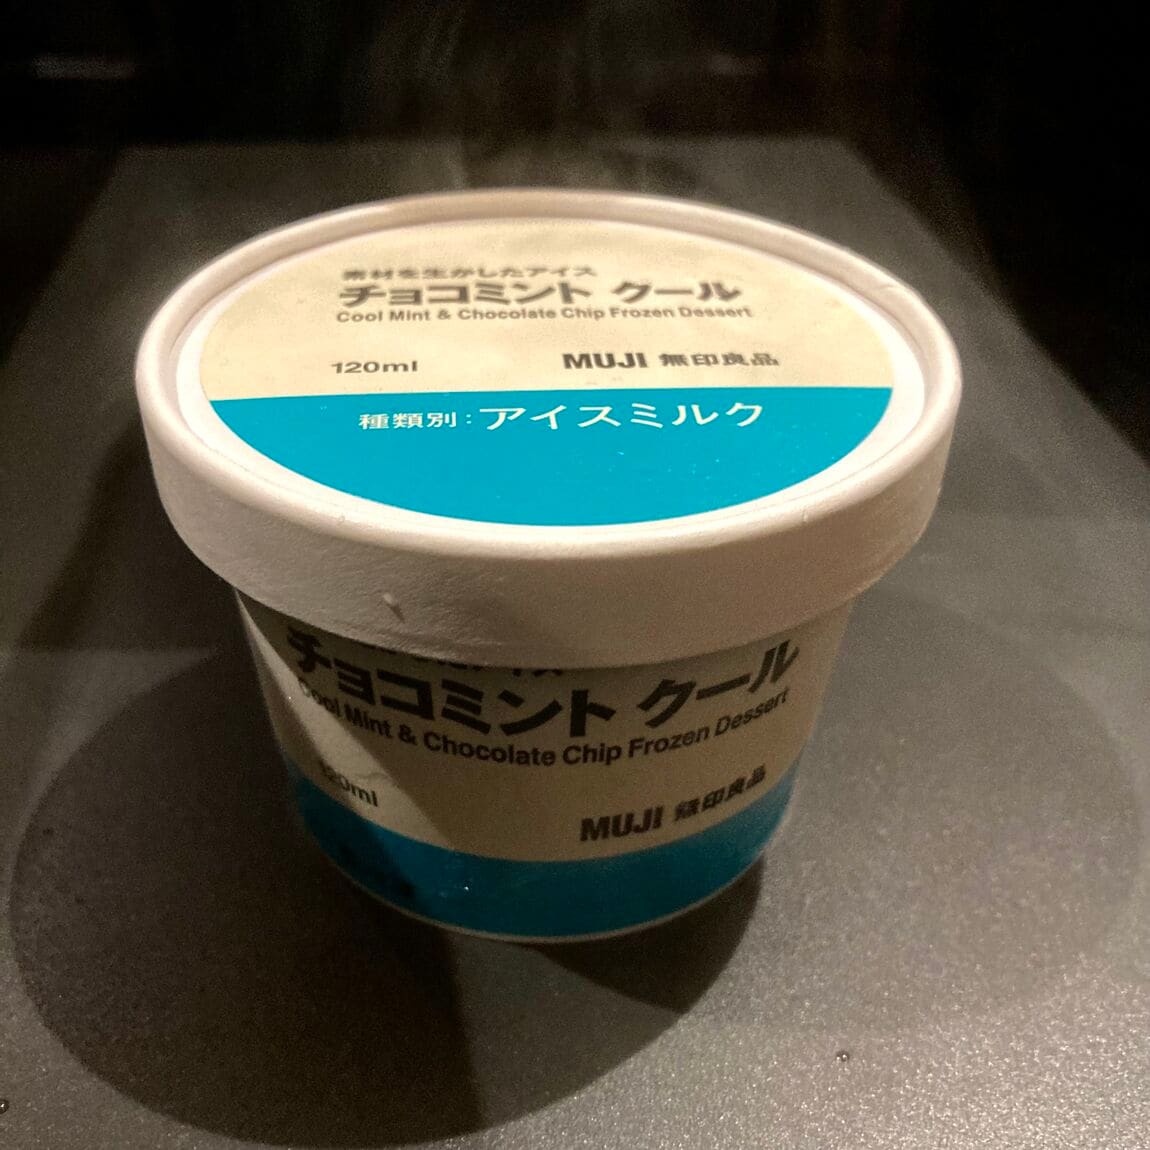 素材を生かしたアイス
チョコミント クール
Cool Mint & Chocolate Chip Frozen Dessert
120ml
MUJI 無印良品
種類別:アイスミルク
チョコミント クール
Cool Mint & Chocolate Chip Frozen Dessert
120ml
MUJI 無印良品